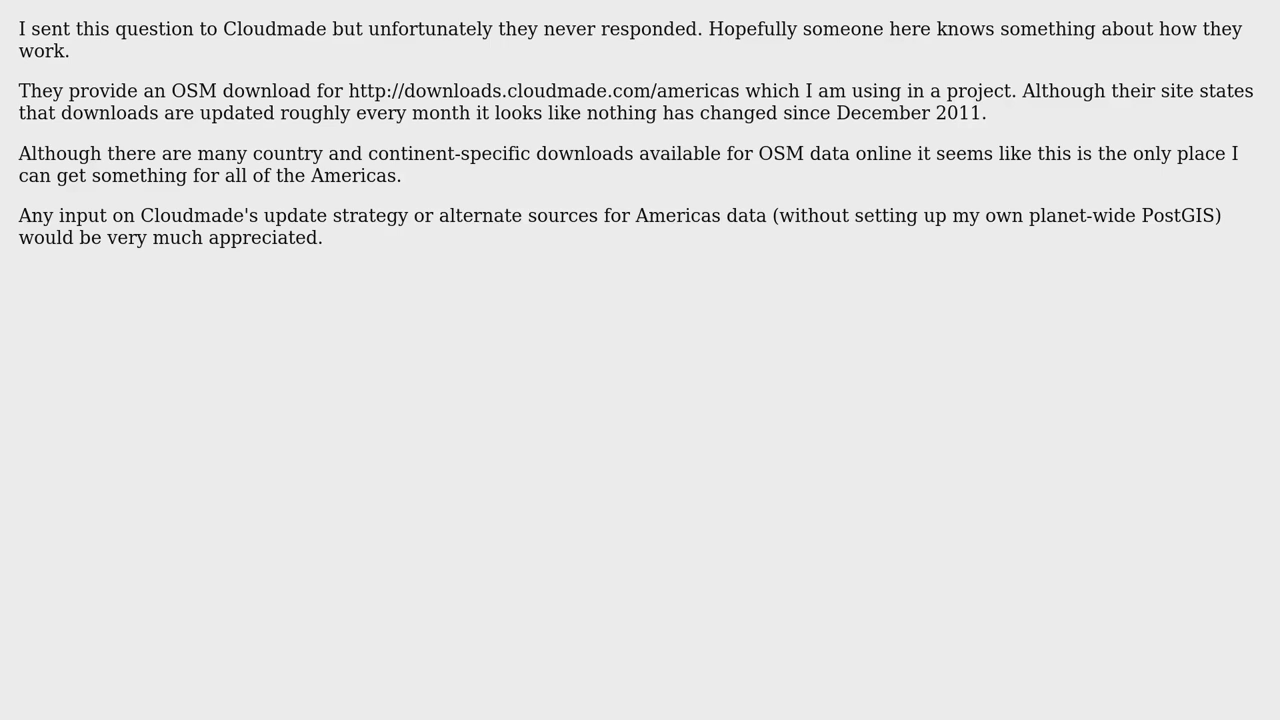 I sent this question to Cloudmade but unfortunately they never responded. Hopefully someone here knows something about how they
work.
They provide an OSM download for http://downloads.cloudmade.com/americas which I am using in a project. Although their site states
that downloads are updated roughly every month it looks like nothing has changed since December 2011.
Although there are many country and continent-specific downloads available for OSM data online it seems like this is the only place I
can get something for all of the Americas.
Any input on Cloudmade's update strategy or alternate sources for Americas data (without setting up my own planet-wide PostGIS)
would be very much appreciated.